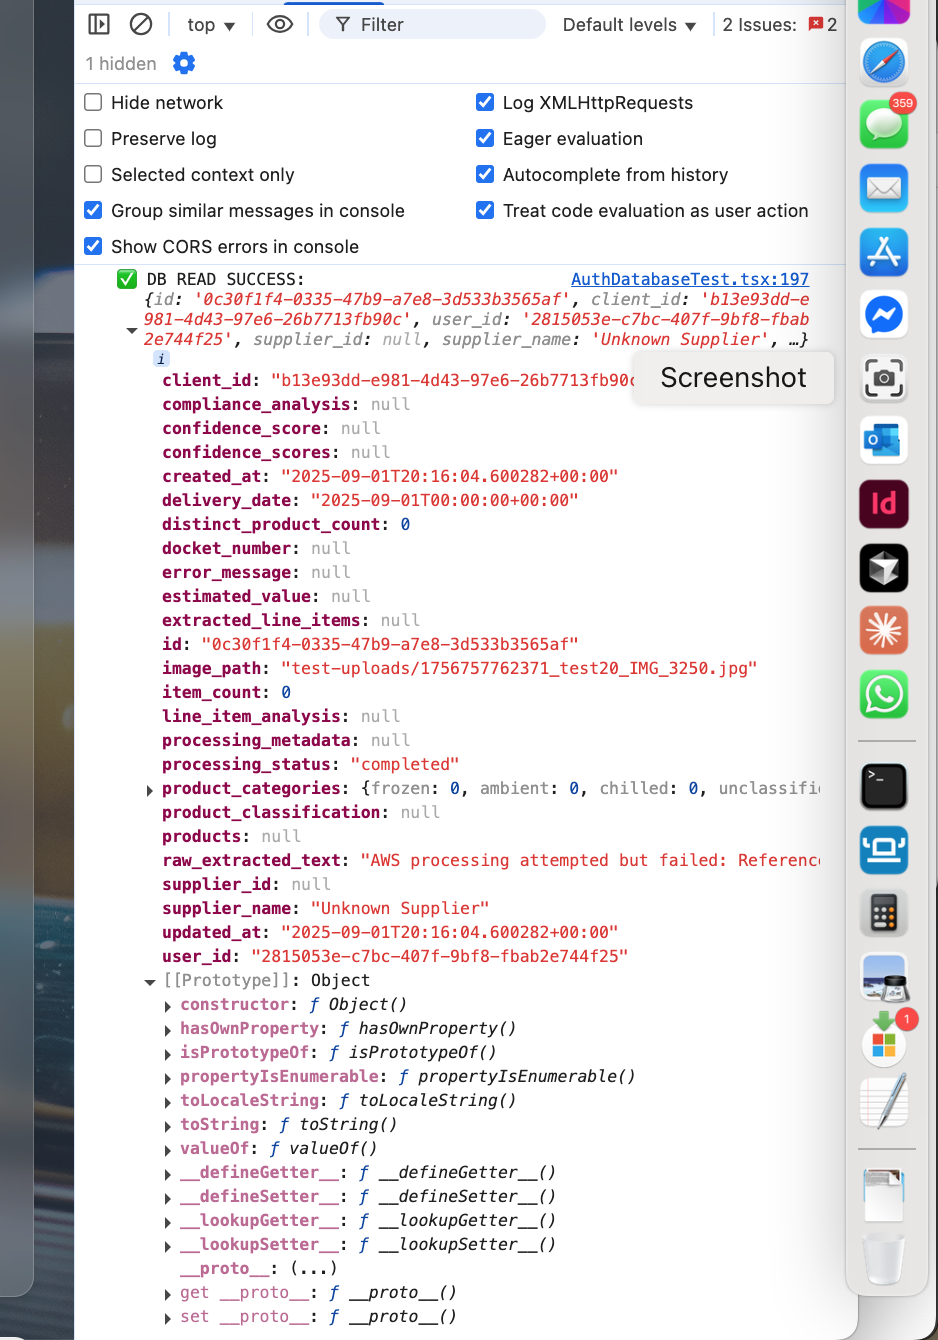 top
Filter
Default levels
2 Issues:
2
1 hidden
Hide network
Log XMLHttpRequests
Preserve log
Eager evaluation
Selected context only
Autocomplete from history
Group similar messages in console
Treat code evaluation as user action
Show CORS errors in console
359
DB READ SUCCESS:
AuthDatabaseTest.tsx:197
{id: '0c30f1f4-0335-47b9-a7e8-3d533b3565af', client_id: 'b13e93dd-e
981-4d43-97e6-26b7713fb90c', user_id: '2815053e-c7bc-407f-9bf8-fbab
2e744f25', supplier_id: null, supplier_name: 'Unknown Supplier', …}
i
client_id: "b13e93dd-e981-4d43-97e6-26b7713fb90c
Screenshot
compliance_analysis: null
confidence_score: null
confidence_scores: null
created_at: "2025-09-01T20:16:04.600282+00:00"
delivery_date: "2025-09-01T00:00:00+00:00"
distinct_product_count: 0
docket_number: null
error_message: null
estimated_value: null
extracted_line_items: null
id: "0c30f1f4-0335-47b9-a7e8-3d533b3565af"
image_path: "test-uploads/1756757762371_test20_IMG_3250.jpg"
item_count: 0
line_item_analysis: null
processing_metadata: null
processing_status: "completed"
product_categories: {frozen: 0, ambient: 0, chilled: 0, unclassifi
product_classification: null
products: null
raw_extracted_text: "AWS processing attempted but failed: Referenc
supplier_id: null
supplier_name: "Unknown Supplier"
updated_at: "2025-09-01T20:16:04.600282+00:00"
user_id: "2815053e-c7bc-407f-9bf8-fbab2e744f25"
[[Prototype]]: Object
constructor: ƒ Object()
hasOwnProperty: ƒ hasOwnProperty()
isPrototypeOf: ƒ isPrototypeOf()
propertyIsEnumerable: ƒ propertyIsEnumerable()
toLocaleString: ƒ toLocaleString()
toString: ƒ toString()
valueOf: ƒ valueOf()
__defineGetter__: ƒ __defineGetter__()
__defineSetter__: ƒ __defineSetter__()
__lookupGetter__: ƒ __lookupGetter__()
__lookupSetter__: ƒ __lookupSetter__()
__proto__: (...)
get __proto__: ƒ __proto__()
set __proto__: ƒ __proto__()
O
Id
>_
1